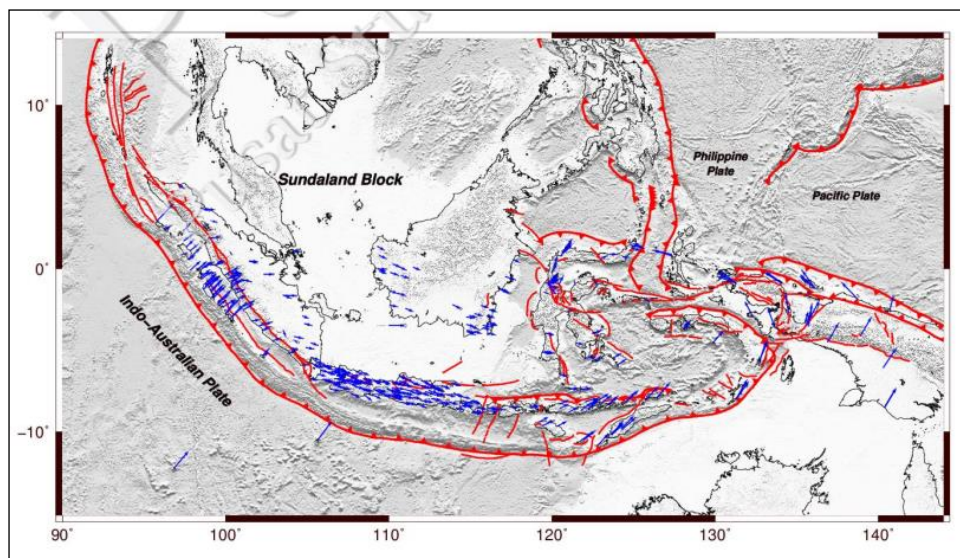 10°
0°
−10°
Sundaland Block
Philippine
Plate
Pacific Plate
Indo−Australian Plate
90°
100°
110°
120°
130°
140°